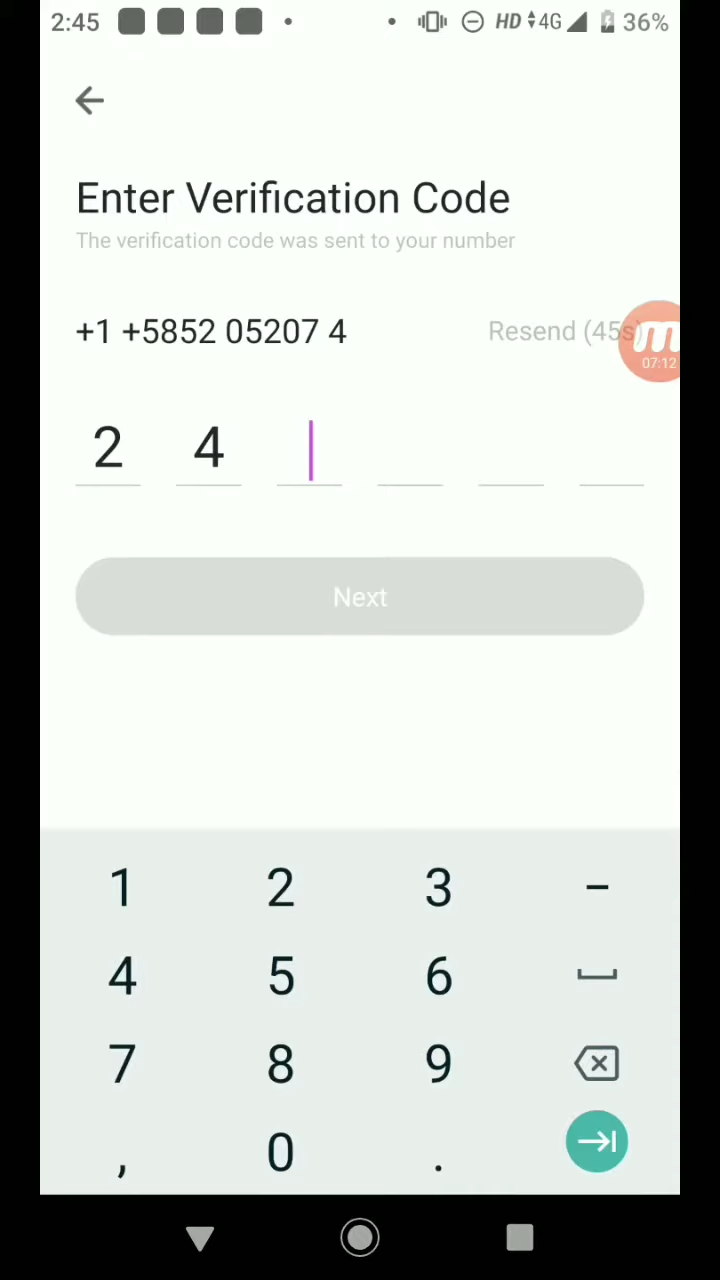 2:45 HD 4G 36%
Enter Verification Code
The verification code was sent to your number
+1 +5852 05207 4 Resend (45s)
m
07:12
2 4
Next
1 2 3 -
4 5 6
7 8 9
, 0 .